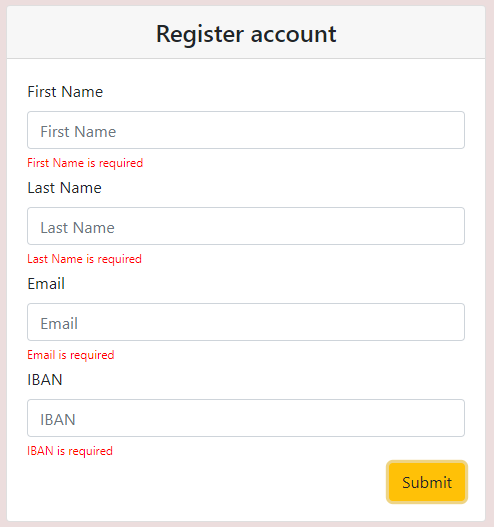 Register account
First Name
First Name
First Name is required
Last Name
Last Name
Last Name is required
Email
Email
Email is required
IBAN
IBAN
IBAN is required
Submit